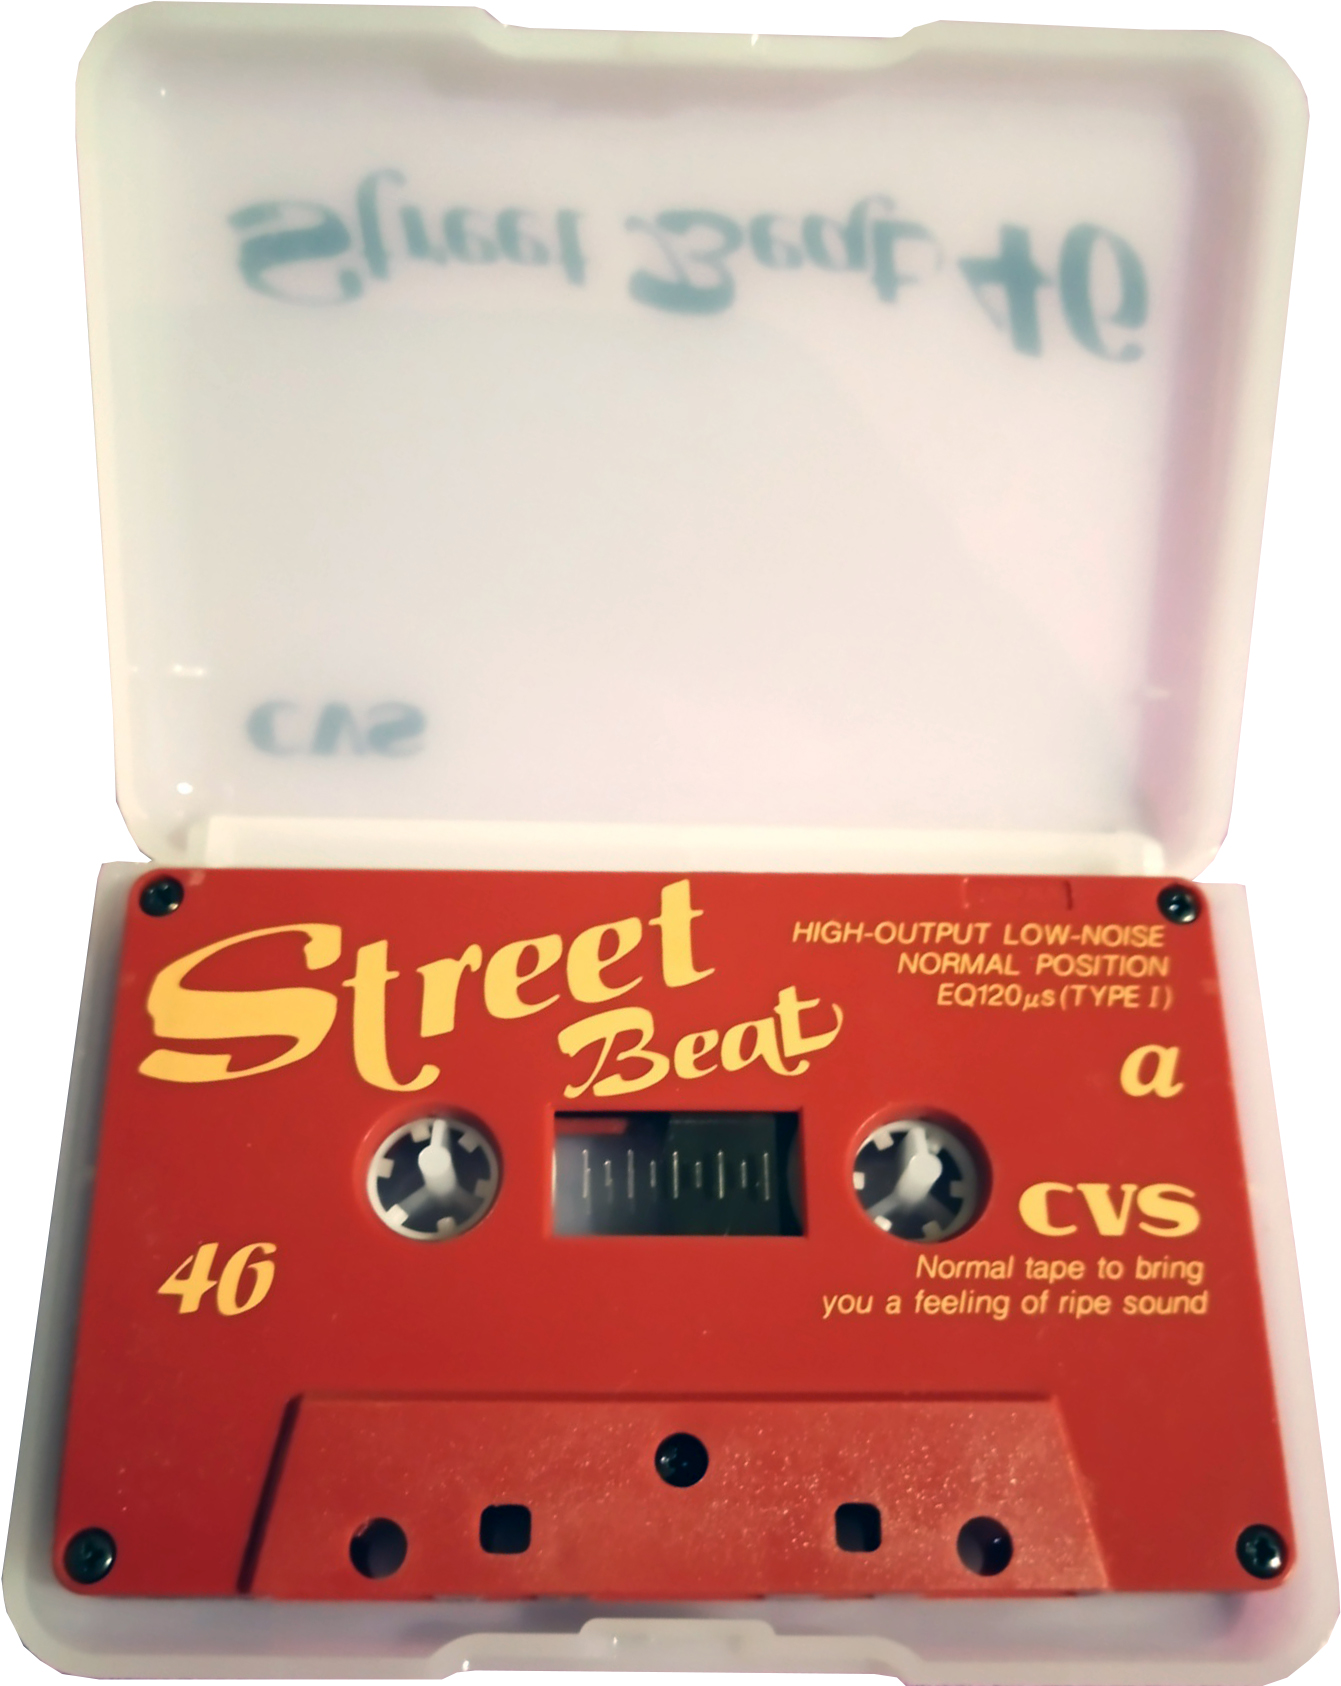 Street Beat 46
CVS
Street
Beat
HIGH-OUTPUT LOW-NOISE
NORMAL POSITION
EQ120µs(TYPE I)
a
CVS
46
Normal tape to bring
you a feeling of ripe sound